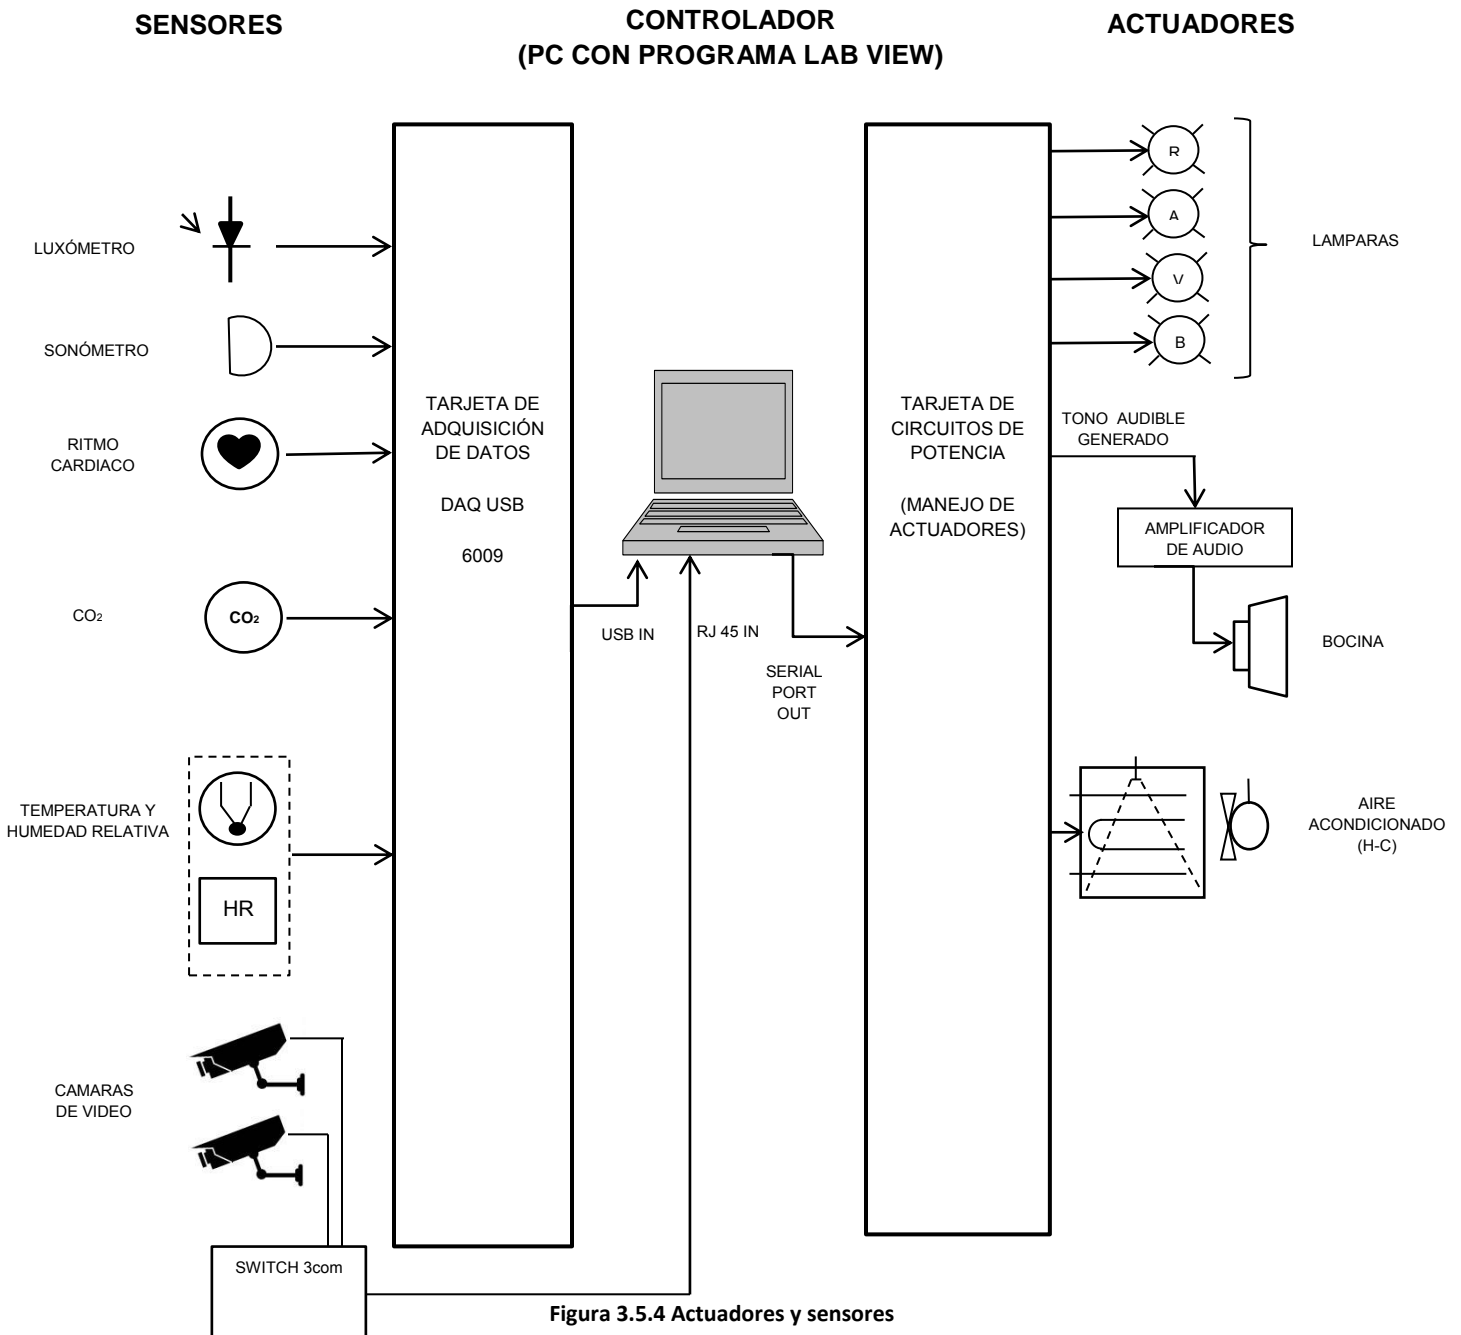 SENSORES
CONTROLADOR
(PC CON PROGRAMA LAB VIEW)
ACTUADORES
LUXÓMETRO
SONÓMETRO
RITMO
CARDIACO
CO₂
CO₂
TEMPERATURA Y
HUMEDAD RELATIVA
HR
CAMARAS
DE VIDEO
SWITCH 3com
TARJETA DE
ADQUISICIÓN
DE DATOS
DAQ USB
6009
USB IN
RJ 45 IN
SERIAL
PORT
OUT
TARJETA DE
CIRCUITOS DE
POTENCIA
(MANEJO DE
ACTUADORES)
R
A
V
B
LAMPARAS
TONO AUDIBLE
GENERADO
AMPLIFICADOR
DE AUDIO
BOCINA
AIRE
ACONDICIONADO
(H-C)
Figura 3.5.4 Actuadores y sensores